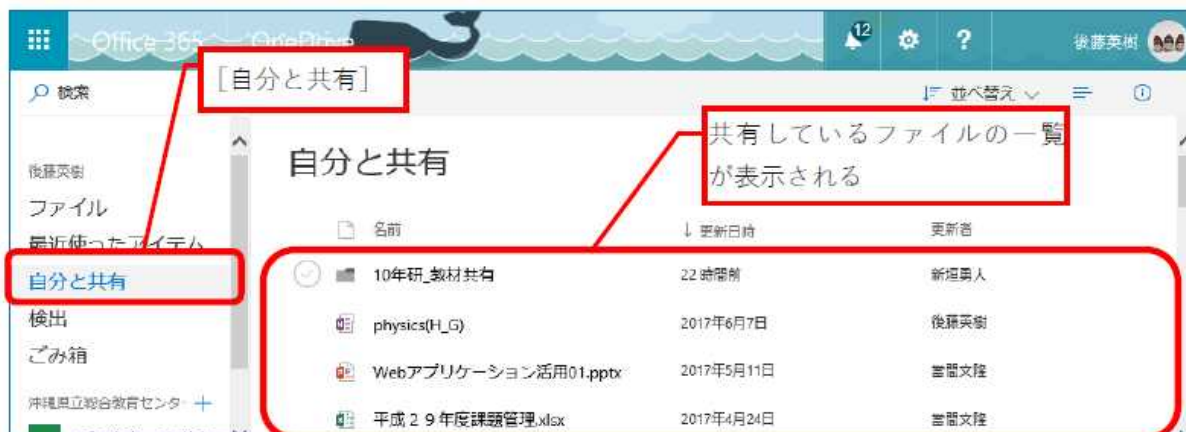 Office 365
OneDrive
12
?
後藤英樹
[自分と共有]
検索
並べ替え
共有しているファイルの一覧
が表示される
後藤英樹
ファイル
最近使ったアイテム
自分と共有
検出
ごみ箱
沖縄県立総合教育センタ
自分と共有
名前
↓ 更新日時
更新者
10年研_教材共有
22 時間前
新垣勇人
physics(H_G)
2017年6月7日
後藤英樹
Webアプリケーション活用01.pptx
2017年5月11日
當間文隆
平成29年度課題管理.xlsx
2017年4月24日
當間文隆